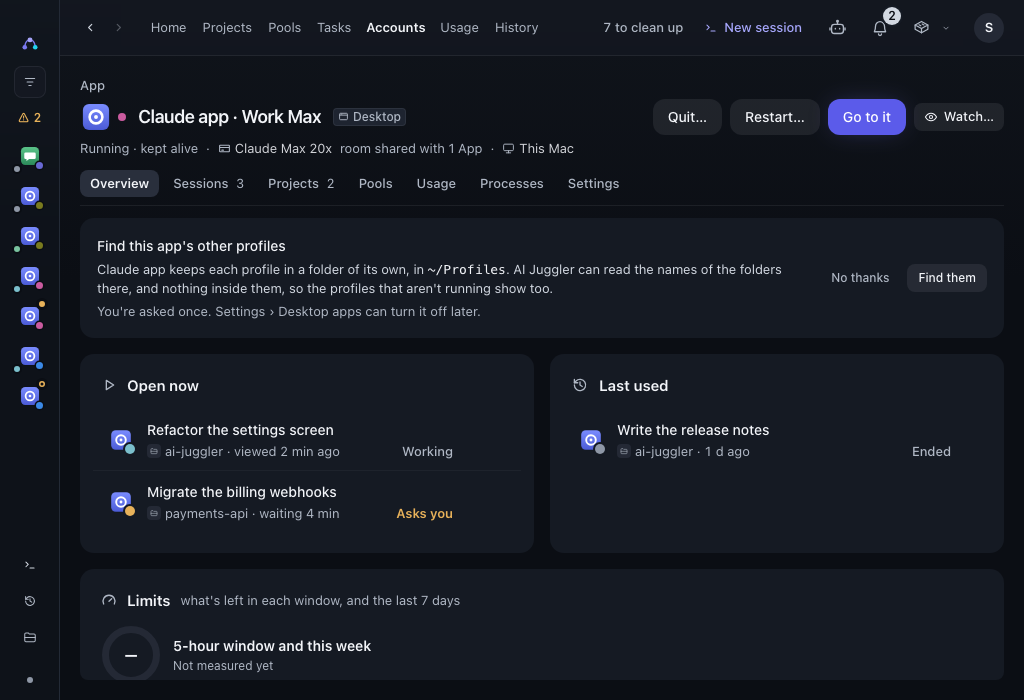 Home Projects Pools Tasks Accounts Usage History 7 to clean up New session 2 S
2
App
Claude app · Work Max Desktop Quit... Restart... Go to it Watch...
Running · kept alive · Claude Max 20x room shared with 1 App · This Mac
Overview Sessions 3 Projects 2 Pools Usage Processes Settings
Find this app's other profiles
Claude app keeps each profile in a folder of its own, in ~/Profiles. AI Juggler can read the names of the folders
there, and nothing inside them, so the profiles that aren't running show too.
No thanks Find them
You're asked once. Settings › Desktop apps can turn it off later.
Open now
Refactor the settings screen
ai-juggler · viewed 2 min ago Working
Migrate the billing webhooks
payments-api · waiting 4 min Asks you
Last used
Write the release notes
ai-juggler · 1 d ago Ended
Limits what's left in each window, and the last 7 days
5-hour window and this week
Not measured yet